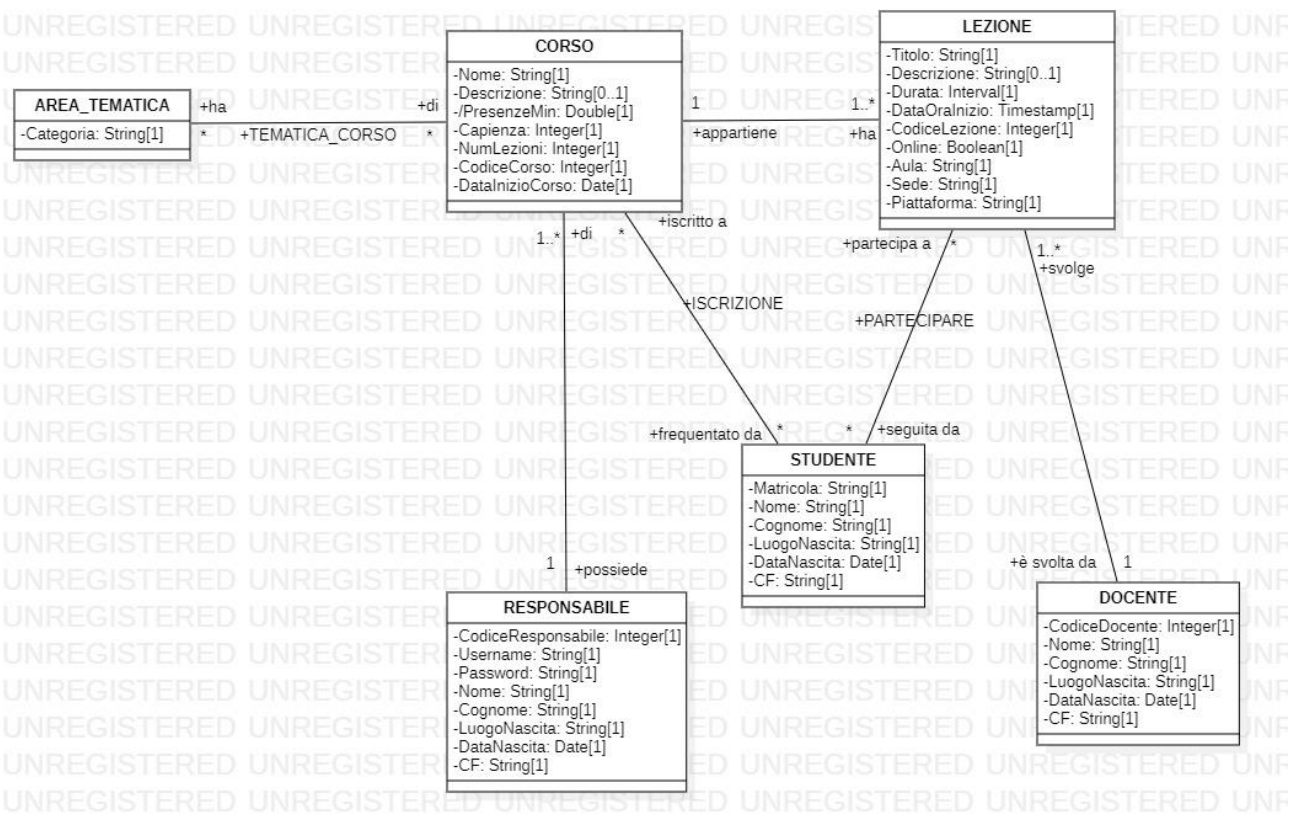 AREA_TEMATICA
-Categoria: String[1]
+ha
+di
*
+TEMATICA_CORSO
*
CORSO
-Nome: String[1]
-Descrizione: String[0..1]
-/PresenzeMin: Double[1]
-Capienza: Integer[1]
-NumLezioni: Integer[1]
-CodiceCorso: Integer[1]
-DataInizioCorso: Date[1]
1
1..*
+appartiene
+ha
LEZIONE
-Titolo: String[1]
-Descrizione: String[0..1]
-Durata: Interval[1]
-DataOraInizio: Timestamp[1]
-CodiceLezione: Integer[1]
-Online: Boolean[1]
-Aula: String[1]
-Sede: String[1]
-Piattaforma: String[1]
1..*
+di
*
+iscritto a
+partecipa a
*
1..*
+svolge
+ISCRIZIONE
+PARTECIPARE
+frequentato da
*
*
+seguita da
STUDENTE
-Matricola: String[1]
-Nome: String[1]
-Cognome: String[1]
-LuogoNascita: String[1]
-DataNascita: Date[1]
-CF: String[1]
1
+possiede
+è svolta da
1
RESPONSABILE
-CodiceResponsabile: Integer[1]
-Username: String[1]
-Password: String[1]
-Nome: String[1]
-Cognome: String[1]
-LuogoNascita: String[1]
-DataNascita: Date[1]
-CF: String[1]
DOCENTE
-CodiceDocente: Integer[1]
-Nome: String[1]
-Cognome: String[1]
-LuogoNascita: String[1]
-DataNascita: Date[1]
-CF: String[1]
UNREGISTERED